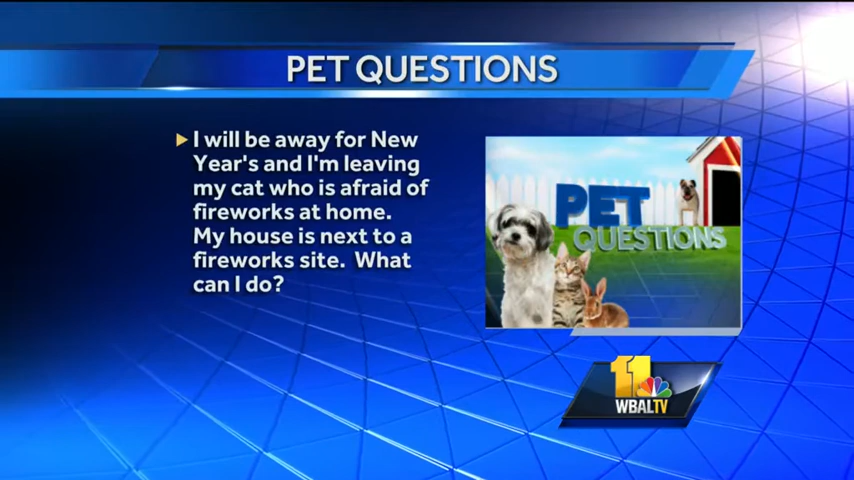 PET QUESTIONS
I will be away for New
Year's and I'm leaving
my cat who is afraid of
fireworks at home.
My house is next to a
fireworks site. What
can I do?
PET
QUESTIONS
11
WBALTV